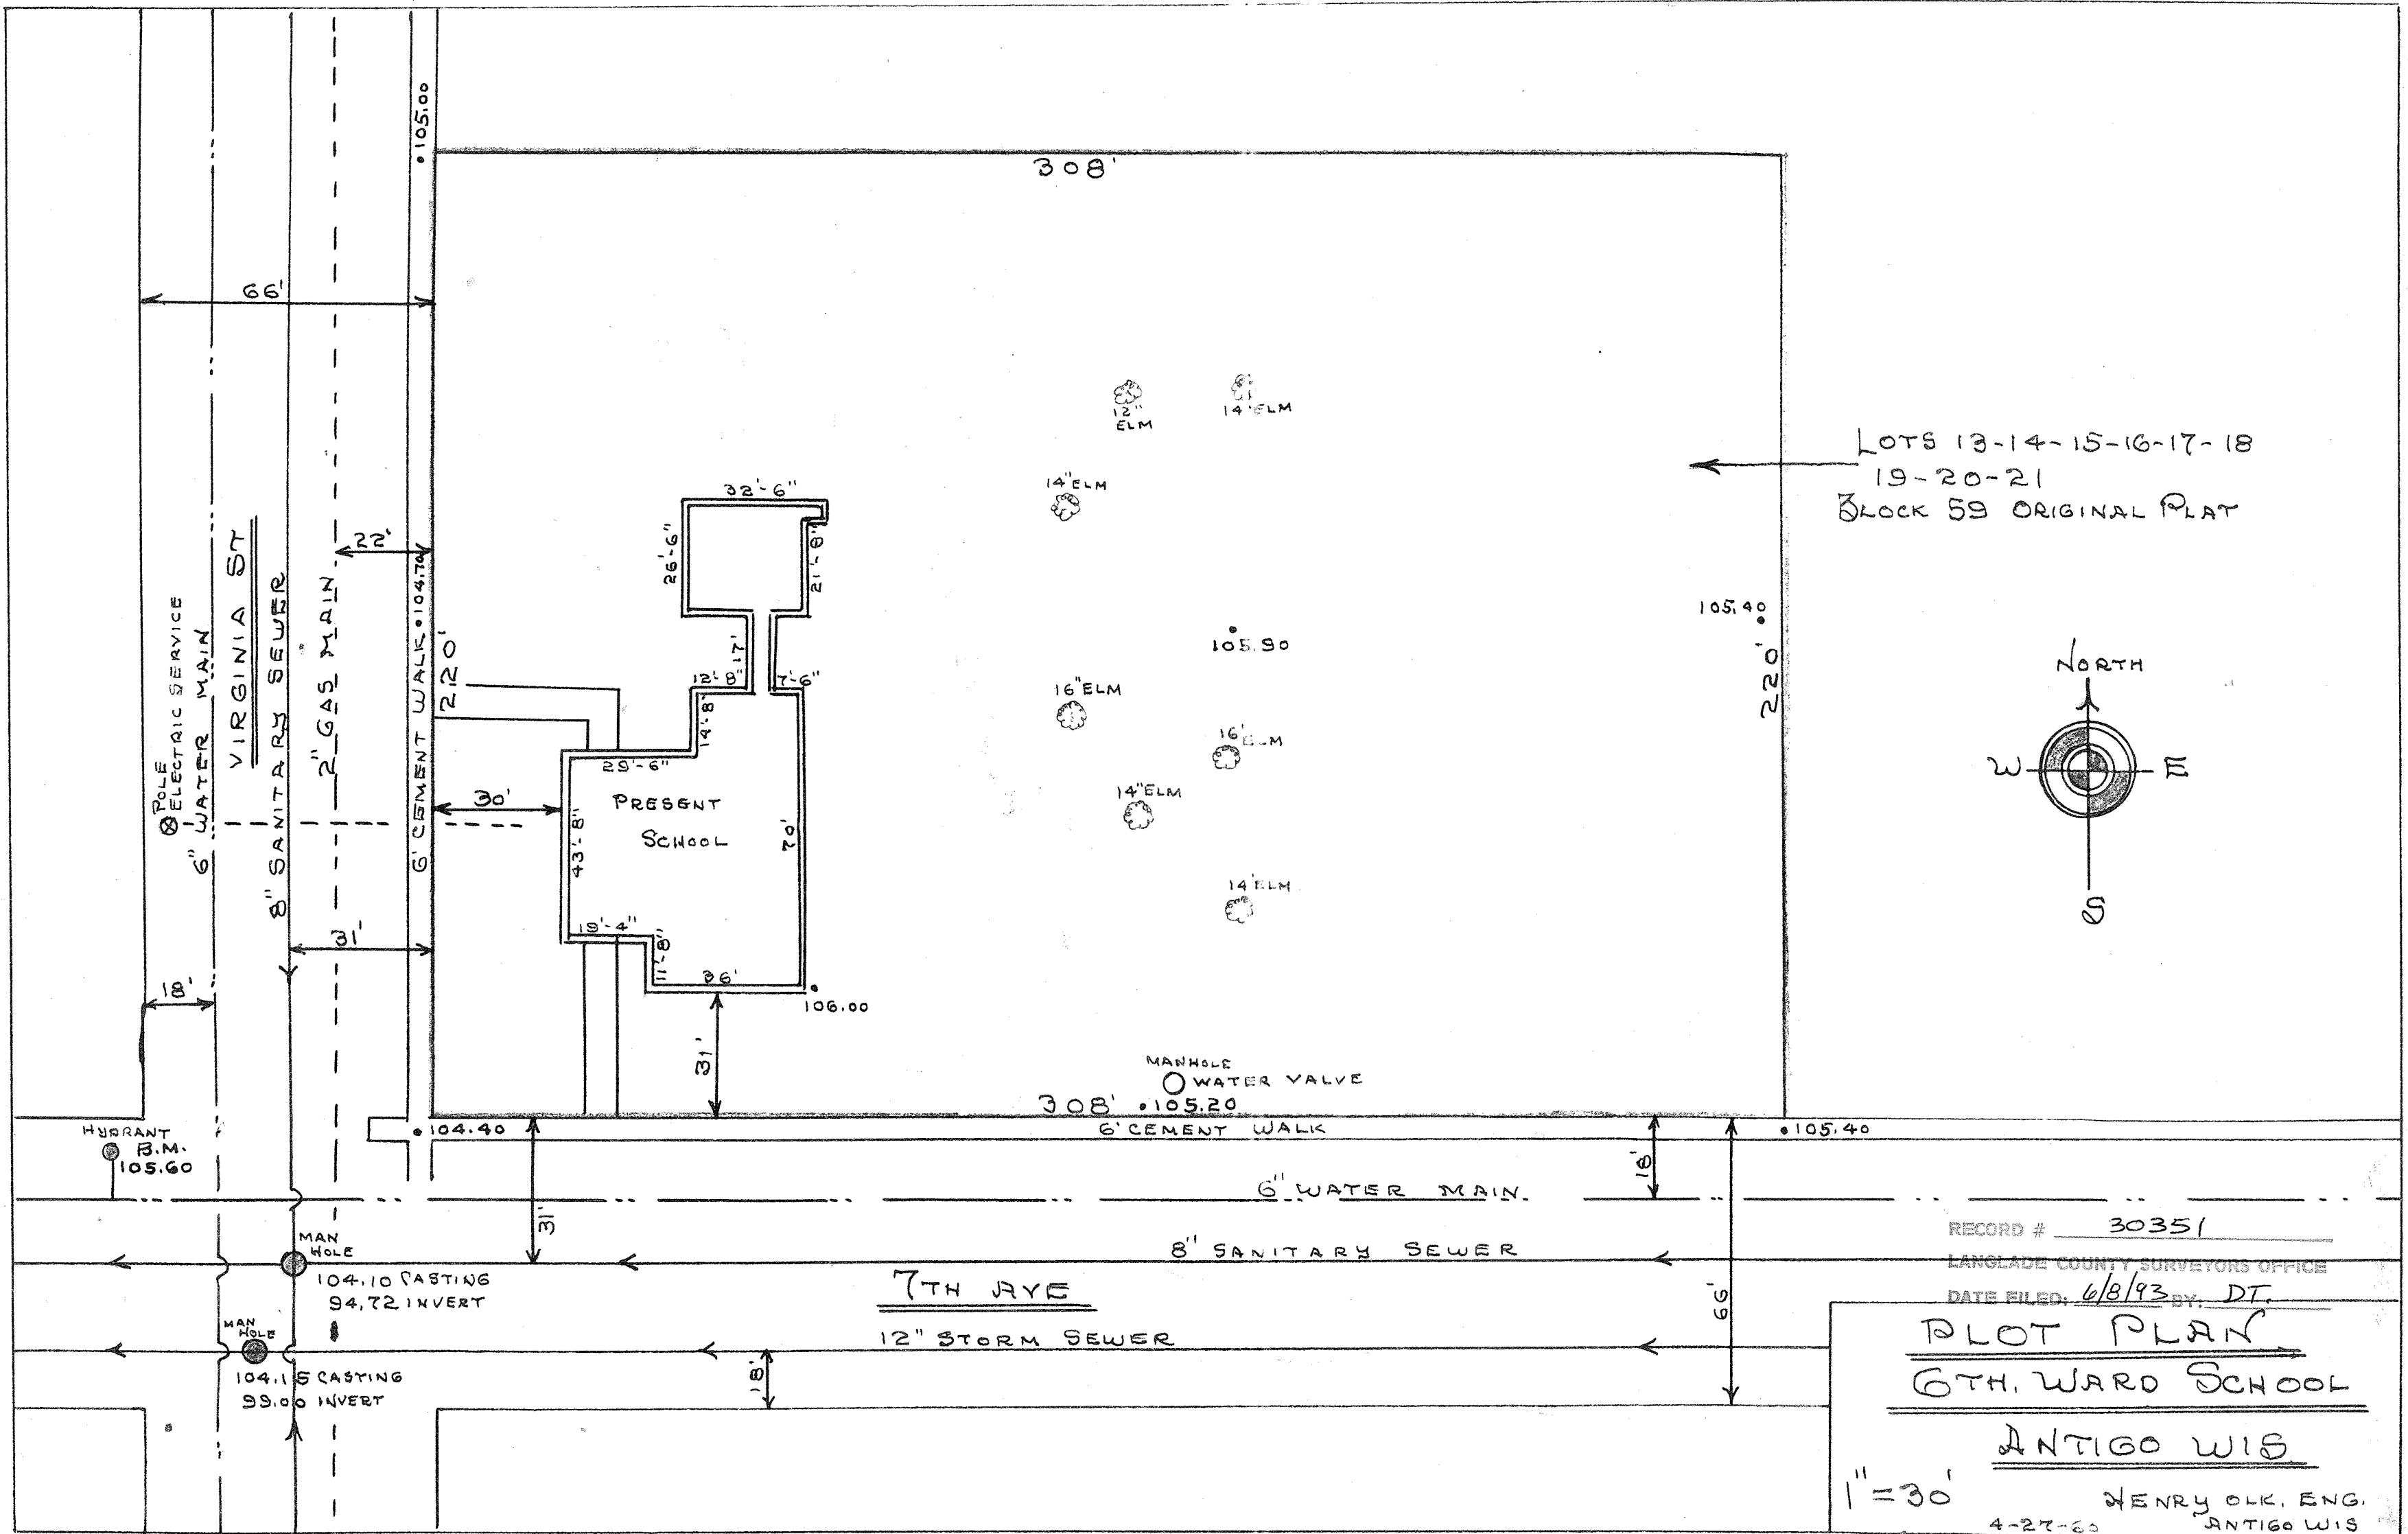 105.00
308'
66'
12"
ELM
14'ELM
14"ELM
LOTS 13-14-15-16-17-18
19-20-21
BLOCK 59 ORIGINAL PLAT
32'-6"
26'-6"
21'-8"
22'
104.70
VIRGINIA ST
POLE
ELECTRIC SERVICE
6" WATER MAIN
8" SANITARY SEWER
2" GAS MAIN
6' CEMENT WALK
220'
17'
12'-8"
7'-6"
14'-8"
29'-6"
105.90
105.40
220'
16"ELM
16'ELM
14"ELM
14'ELM
NORTH
W
E
S
30'
PRESENT
SCHOOL
43'-8"
70'
19'-4"
11'-8"
36'
106.00
31'
18'
31'
MANHOLE
WATER VALVE
308'
105.20
104.40
6' CEMENT WALK
105.40
HYDRANT
B.M.
105.60
31'
18'
6" WATER MAIN
8" SANITARY SEWER
MAN
HOLE
104.10 CASTING
94.72 INVERT
7TH AVE
66'
12" STORM SEWER
18'
MAN
HOLE
104.15 CASTING
99.00 INVERT
RECORD # 30351
LANGLADE COUNTY SURVEYORS OFFICE
DATE FILED: 6/8/93 BY: DT.
PLOT PLAN
6TH. WARD SCHOOL
ANTIGO WIS
1"=30'
HENRY OLK, ENG.
4-27-60 ANTIGO WIS